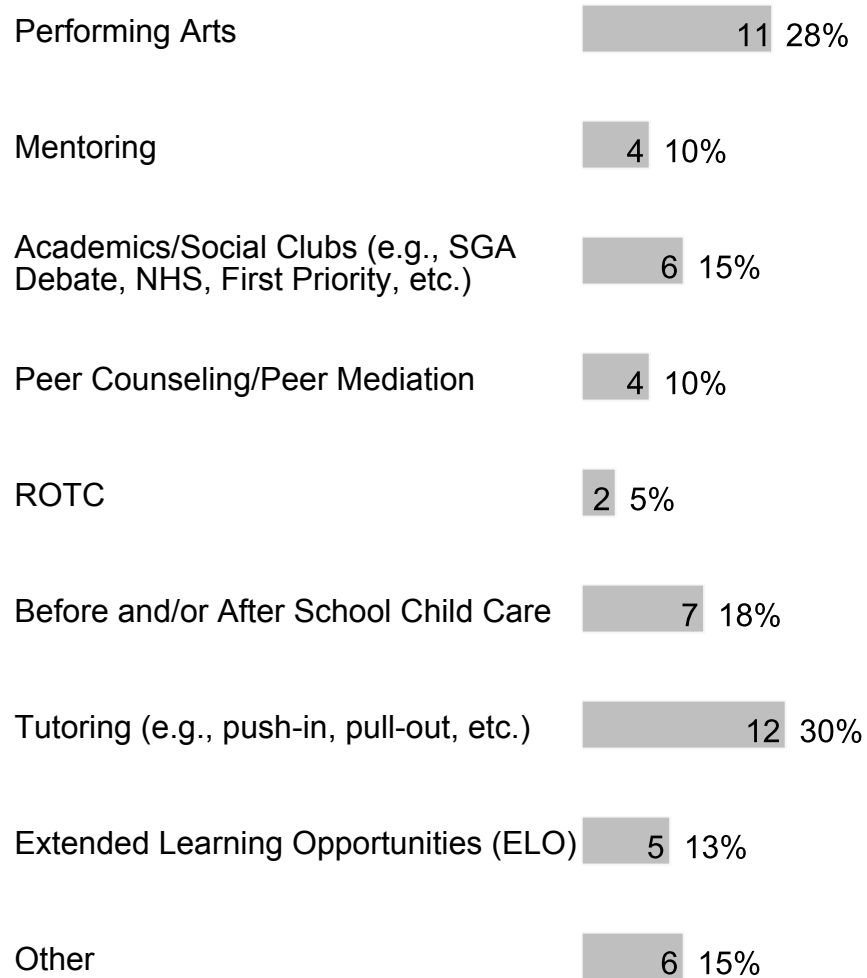 Performing Arts 11 28%
Mentoring 4 10%
Academics/Social Clubs (e.g., SGA
Debate, NHS, First Priority, etc.) 6 15%
Peer Counseling/Peer Mediation 4 10%
ROTC 2 5%
Before and/or After School Child Care 7 18%
Tutoring (e.g., push-in, pull-out, etc.) 12 30%
Extended Learning Opportunities (ELO) 5 13%
Other 6 15%